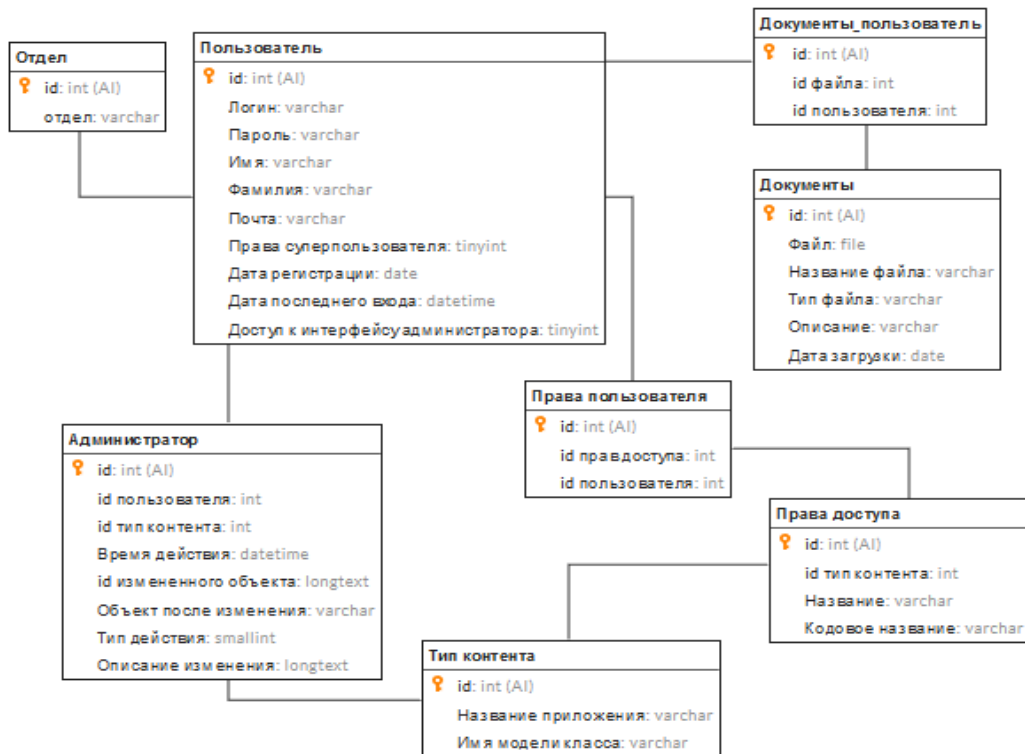 Отдел
id: int (AI)
отдел: varchar
Пользователь
id: int (AI)
Логин: varchar
Пароль: varchar
Имя: varchar
Фамилия: varchar
Почта: varchar
Права суперпользователя: tinyint
Дата регистрации: date
Дата последнего входа: datetime
Доступ к интерфейсу администратора: tinyint
Документы_пользователь
id: int (AI)
id файла: int
id пользователя: int
Документы
id: int (AI)
Файл: file
Название файла: varchar
Тип файла: varchar
Описание: varchar
Дата загрузки: date
Права пользователя
id: int (AI)
id прав доступа: int
id пользователя: int
Администратор
id: int (AI)
id пользователя: int
id тип контента: int
Время действия: datetime
id измененного объекта: longtext
Объект после изменения: varchar
Тип действия: smallint
Описание изменения: longtext
Права доступа
id: int (AI)
id тип контента: int
Название: varchar
Кодовое название: varchar
Тип контента
id: int (AI)
Название приложения: varchar
Имя модели класса: varchar